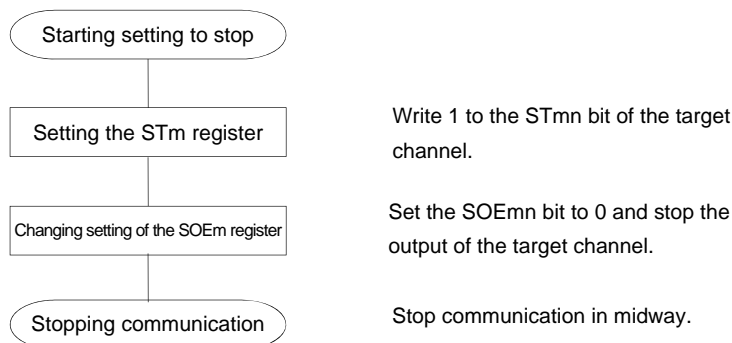 Starting setting to stop
Setting the STm register
Write 1 to the STmn bit of the target
channel.
Changing setting of the SOEm register
Set the SOEmn bit to 0 and stop the
output of the target channel.
Stopping communication
Stop communication in midway.